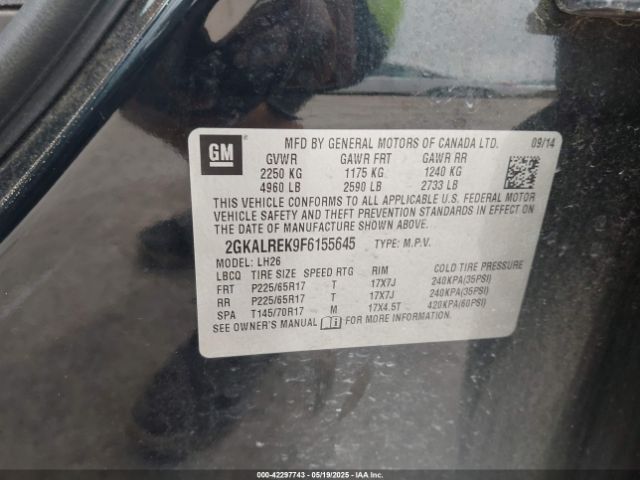 GM
MFD BY GENERAL MOTORS OF CANADA LTD. 09/14
GVWR GAWR FRT GAWR RR
2250 KG 1175 KG 1240 KG
4960 LB 2590 LB 2733 LB
THIS VEHICLE CONFORMS TO ALL APPLICABLE U.S. FEDERAL MOTOR
VEHICLE SAFETY AND THEFT PREVENTION STANDARDS IN EFFECT ON
THE DATE OF MANUFACTURE SHOWN ABOVE.
2GKALREK9F6155645 TYPE: M.P.V.
MODEL: LH26
LBCQ TIRE SIZE SPEED RTG RIM COLD TIRE PRESSURE
FRT P225/65R17 T 17X7J 240KPA(35PSI)
RR P225/65R17 T 17X7J 240KPA(35PSI)
SPA T145/70R17 M 17X4.5T 420KPA(60PSI)
SEE OWNER'S MANUAL FOR MORE INFORMATION
000-42297743 - 05/19/2025 - IAAI.COM